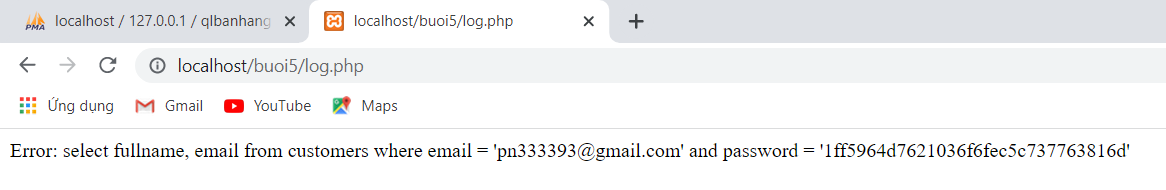 PMA localhost / 127.0.0.1 / qlbanhang localhost/buoi5/log.php
localhost/buoi5/log.php
Ứng dụng Gmail YouTube Maps
Error: select fullname, email from customers where email = 'pn333393@gmail.com' and password = '1ff5964d7621036f6fec5c737763816d'